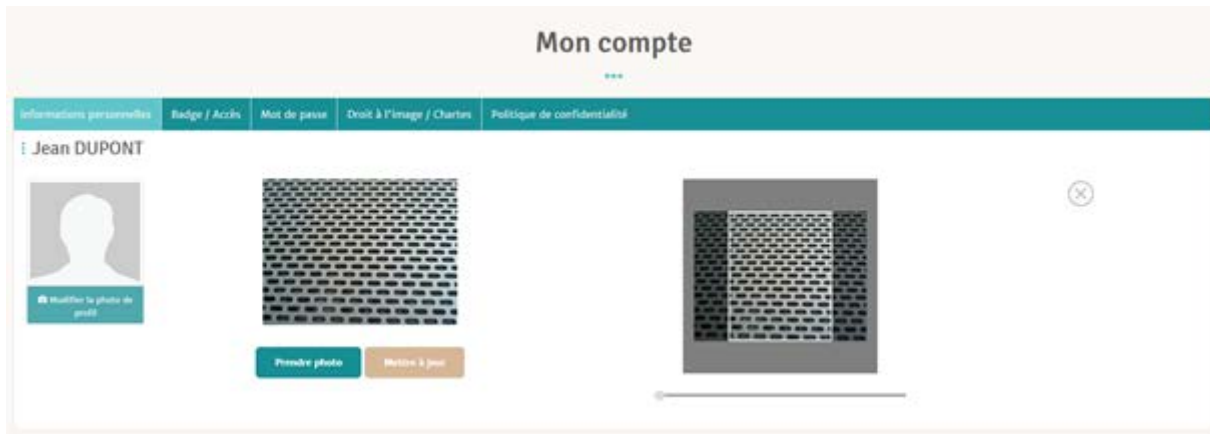 Mon compte
Informations personnelles Badge / Accès Mot de passe Droit à l'image / Chartes Politique de confidentialité
Jean DUPONT
Modifier la photo de
profil
Prendre photo Mettre à jour